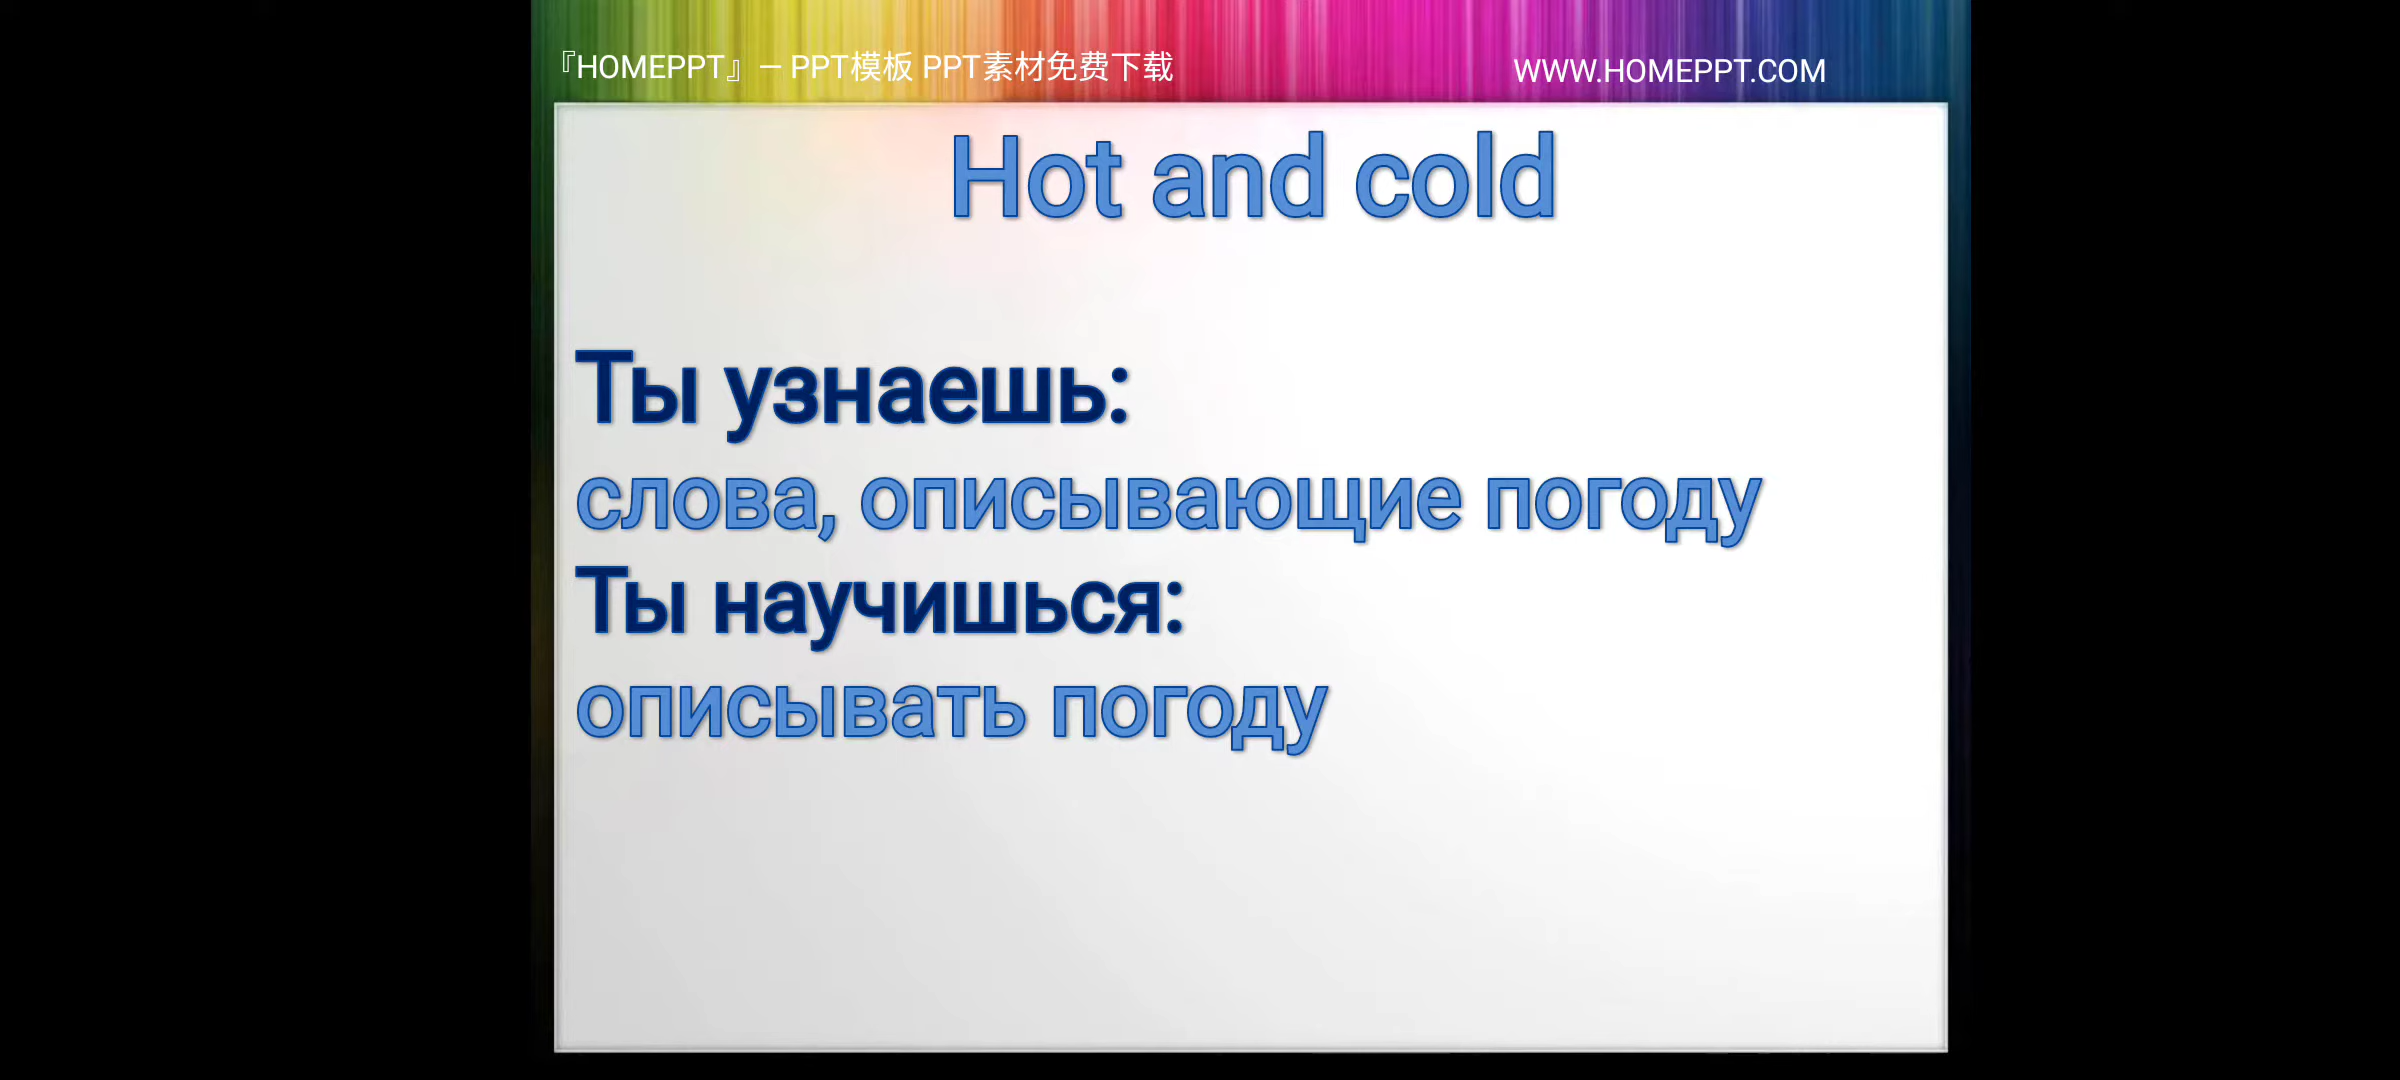 『HOMEPPT』 – PPT模板 PPT素材免费下载
WWW.HOMEPPT.COM
Hot and cold
Ты узнаешь:
слова, описывающие погоду
Ты научишься:
описывать погоду